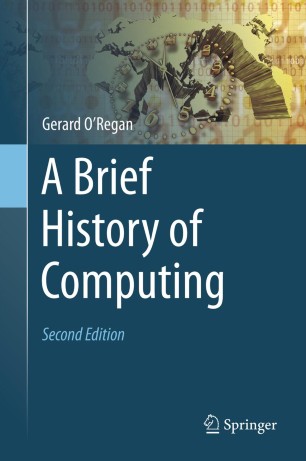 Gerard O'Regan
A Brief
History of
Computing
Second Edition
Springer